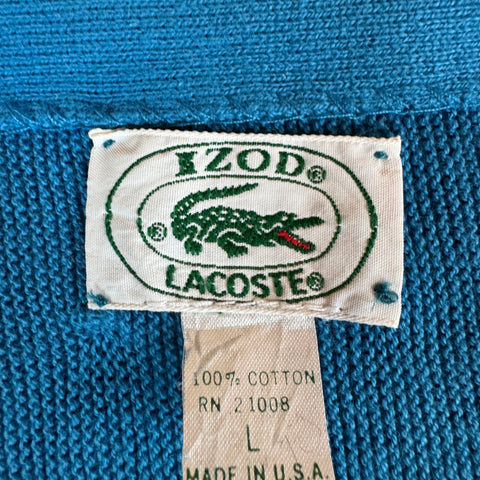 IZOD®
® ®
LACOSTE®
100% COTTON
RN 21008
L
MADE IN U.S.A.